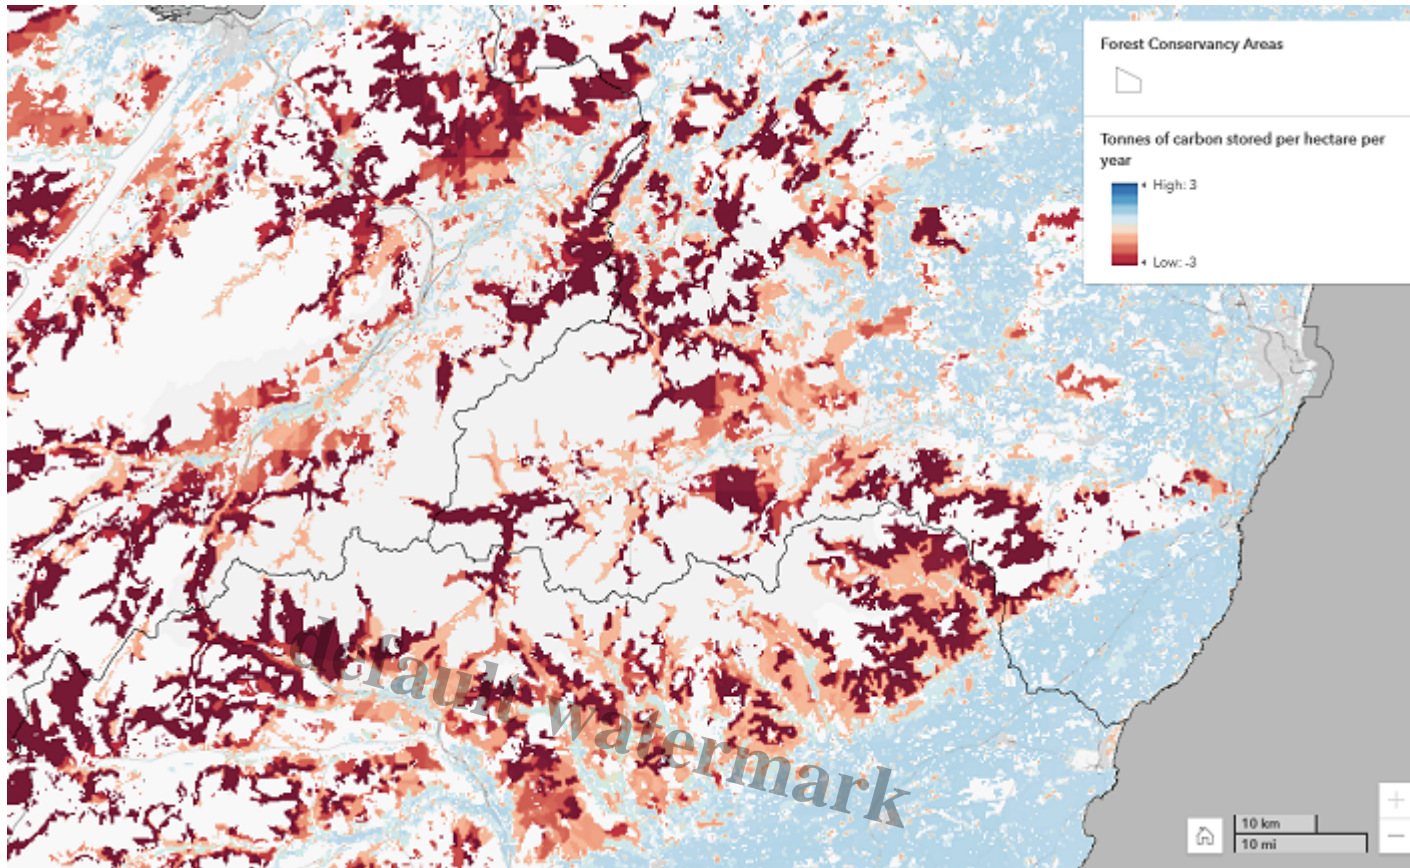 Forest Conservancy Areas
Tonnes of carbon stored per hectare per
year
High: 3
Low: -3
default watermark
10 km
10 mi